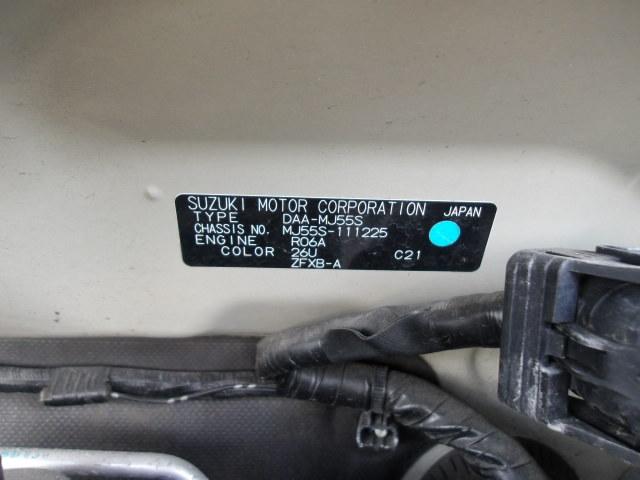 SUZUKI MOTOR CORPORATION JAPAN
TYPE DAA-MJ55S
CHASSIS NO. MJ55S-111225
ENGINE R06A
COLOR 26U C21
ZFXB-A